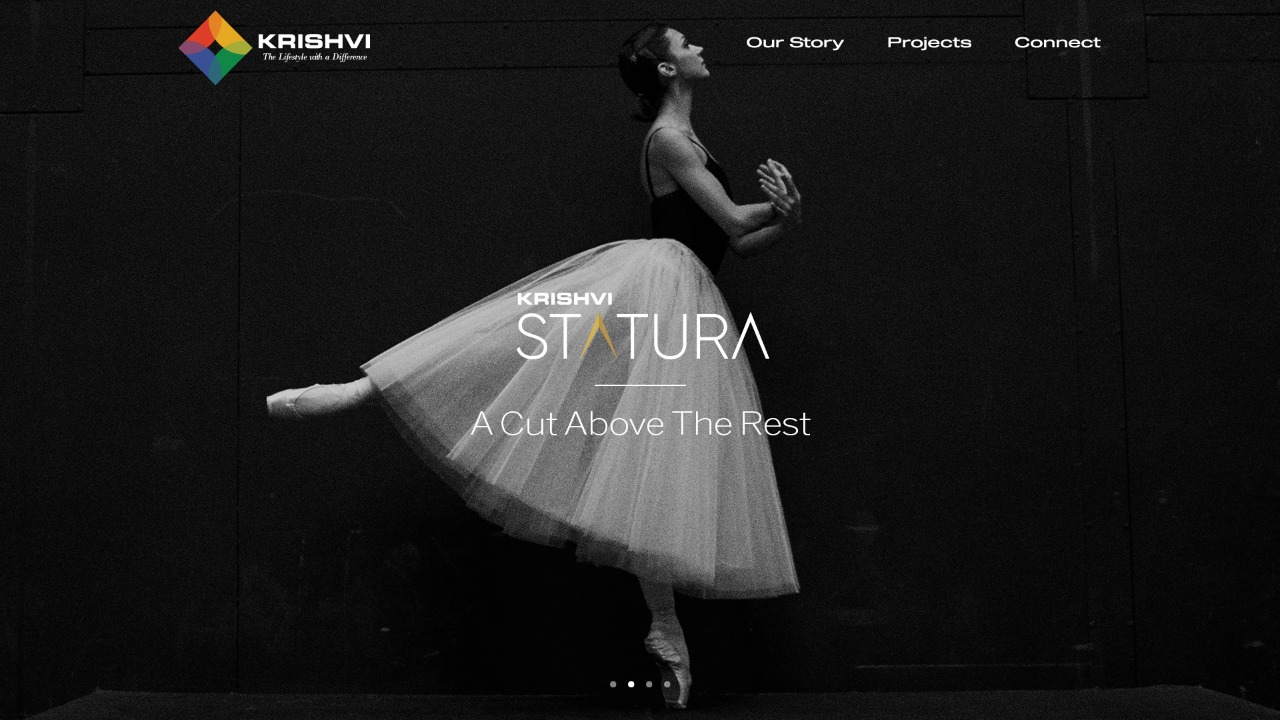 KRISHVI
The Lifestyle with a Difference
Our Story
Projects
Connect
KRISHVI
STATURA
A Cut Above The Rest